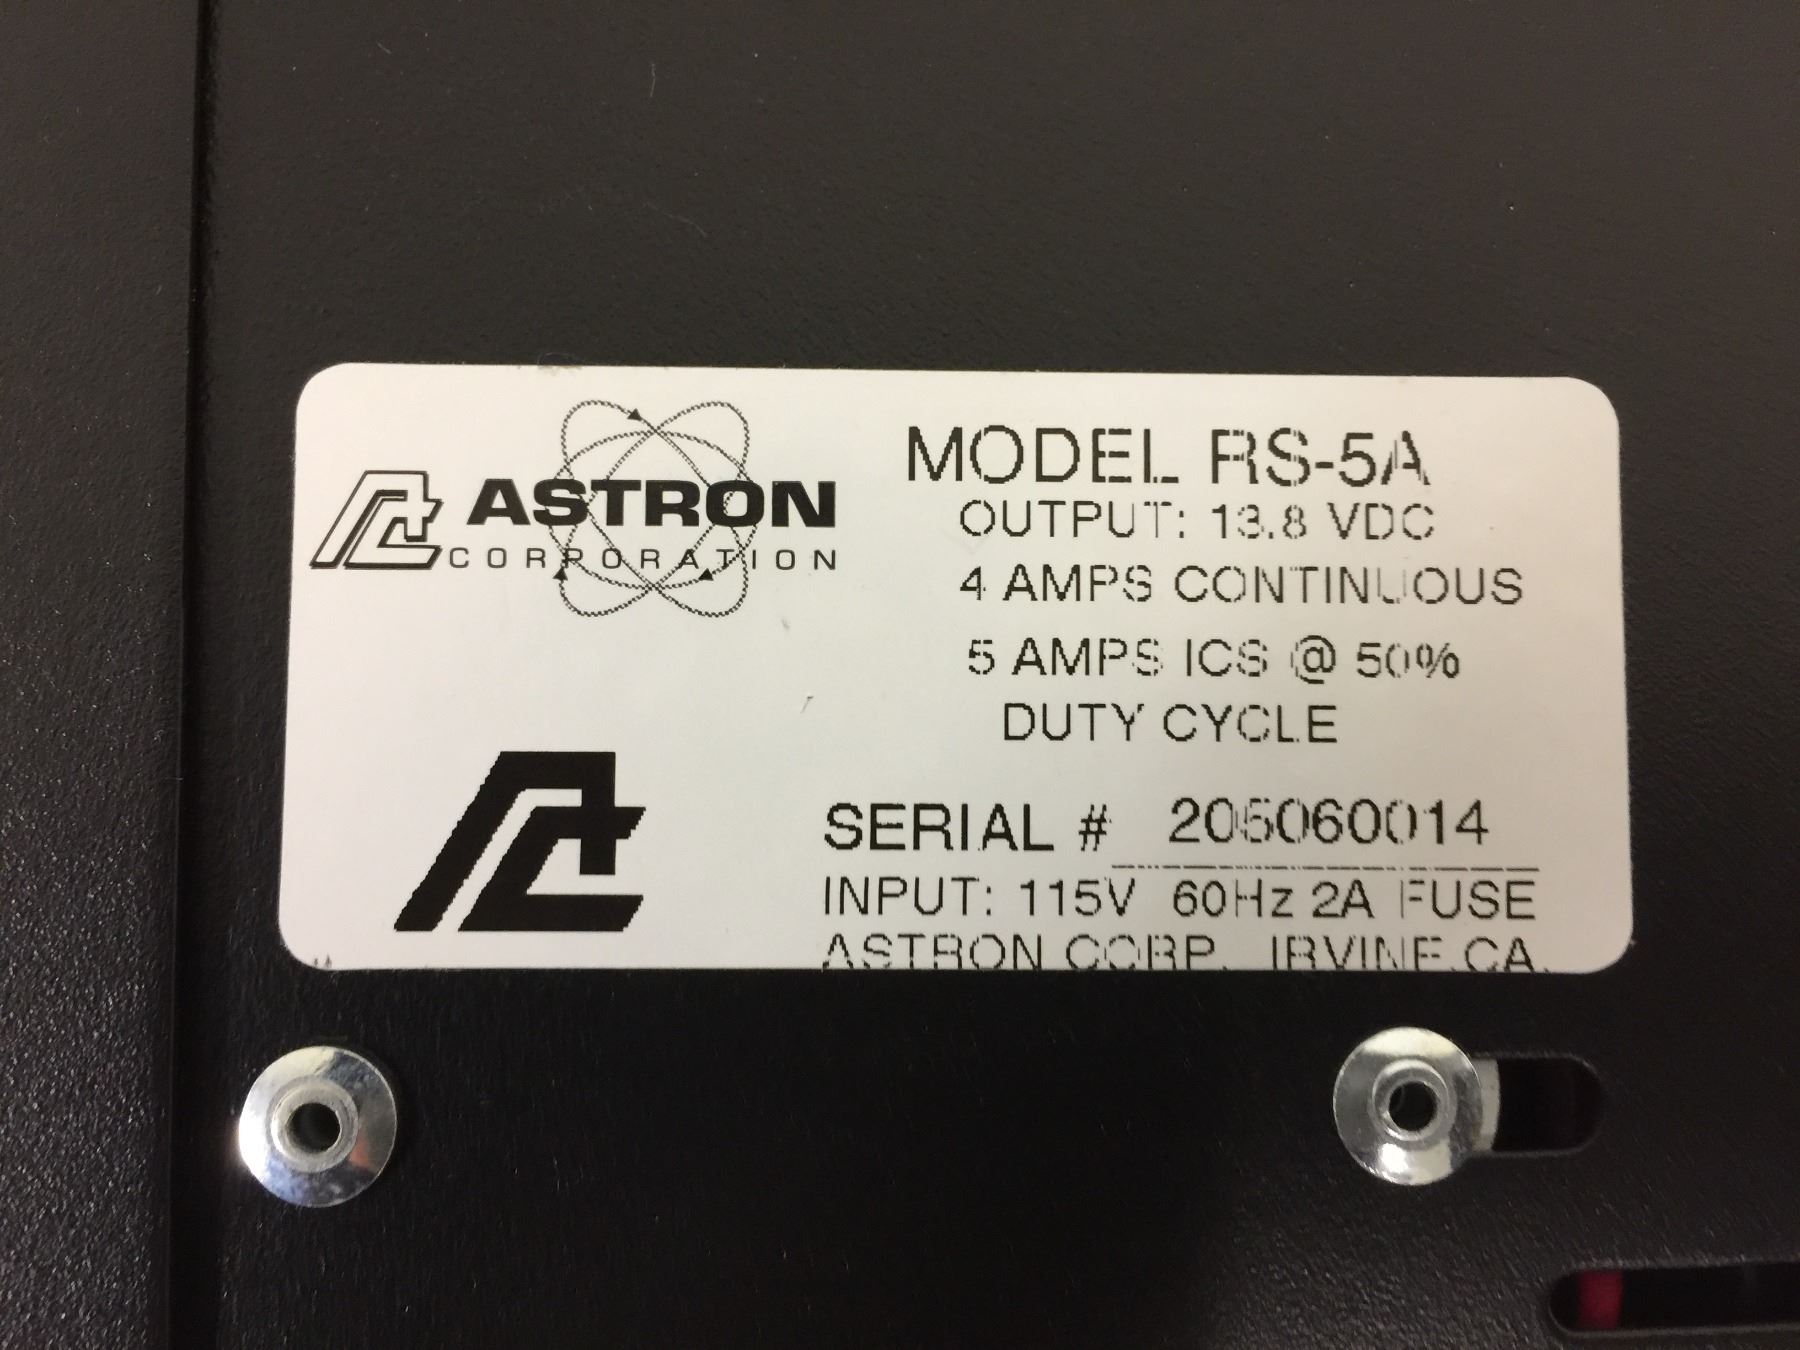 ASTRON
CORPORATION
MODEL RS-5A
OUTPUT: 13.8 VDC
4 AMPS CONTINUOUS
5 AMPS ICS @ 50%
DUTY CYCLE
SERIAL # 205060014
INPUT: 115V 60Hz 2A FUSE
ASTRON CORP. IRVINE, CA.